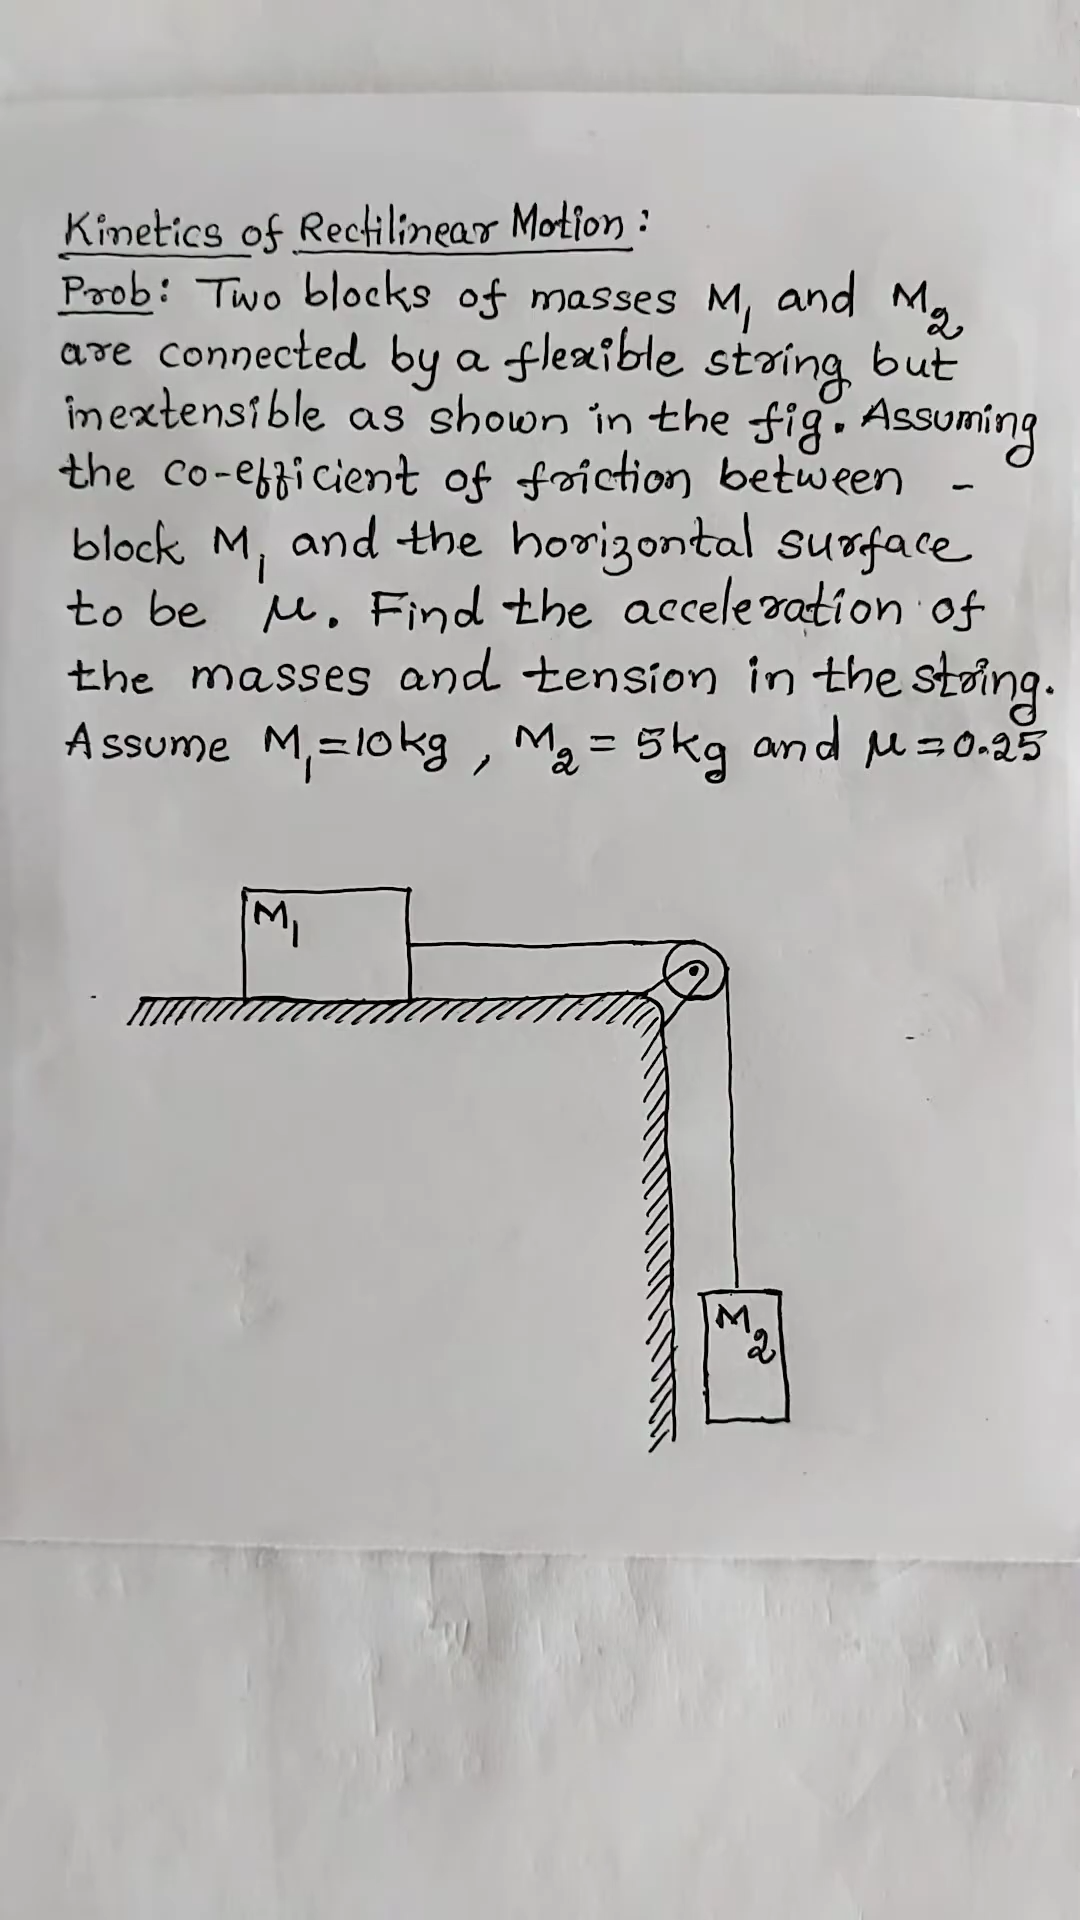 Kinetics of Rectilinear Motion:
Prob: Two blocks of masses M₁ and M₂
are connected by a flexible string but
inextensible as shown in the fig. Assuming
the co-efficient of friction between -
block M₁ and the horizontal surface
to be μ. Find the acceleration of
the masses and tension in the string.
Assume M₁=10kg, M₂=5kg and μ=0.25
M₁
M₂